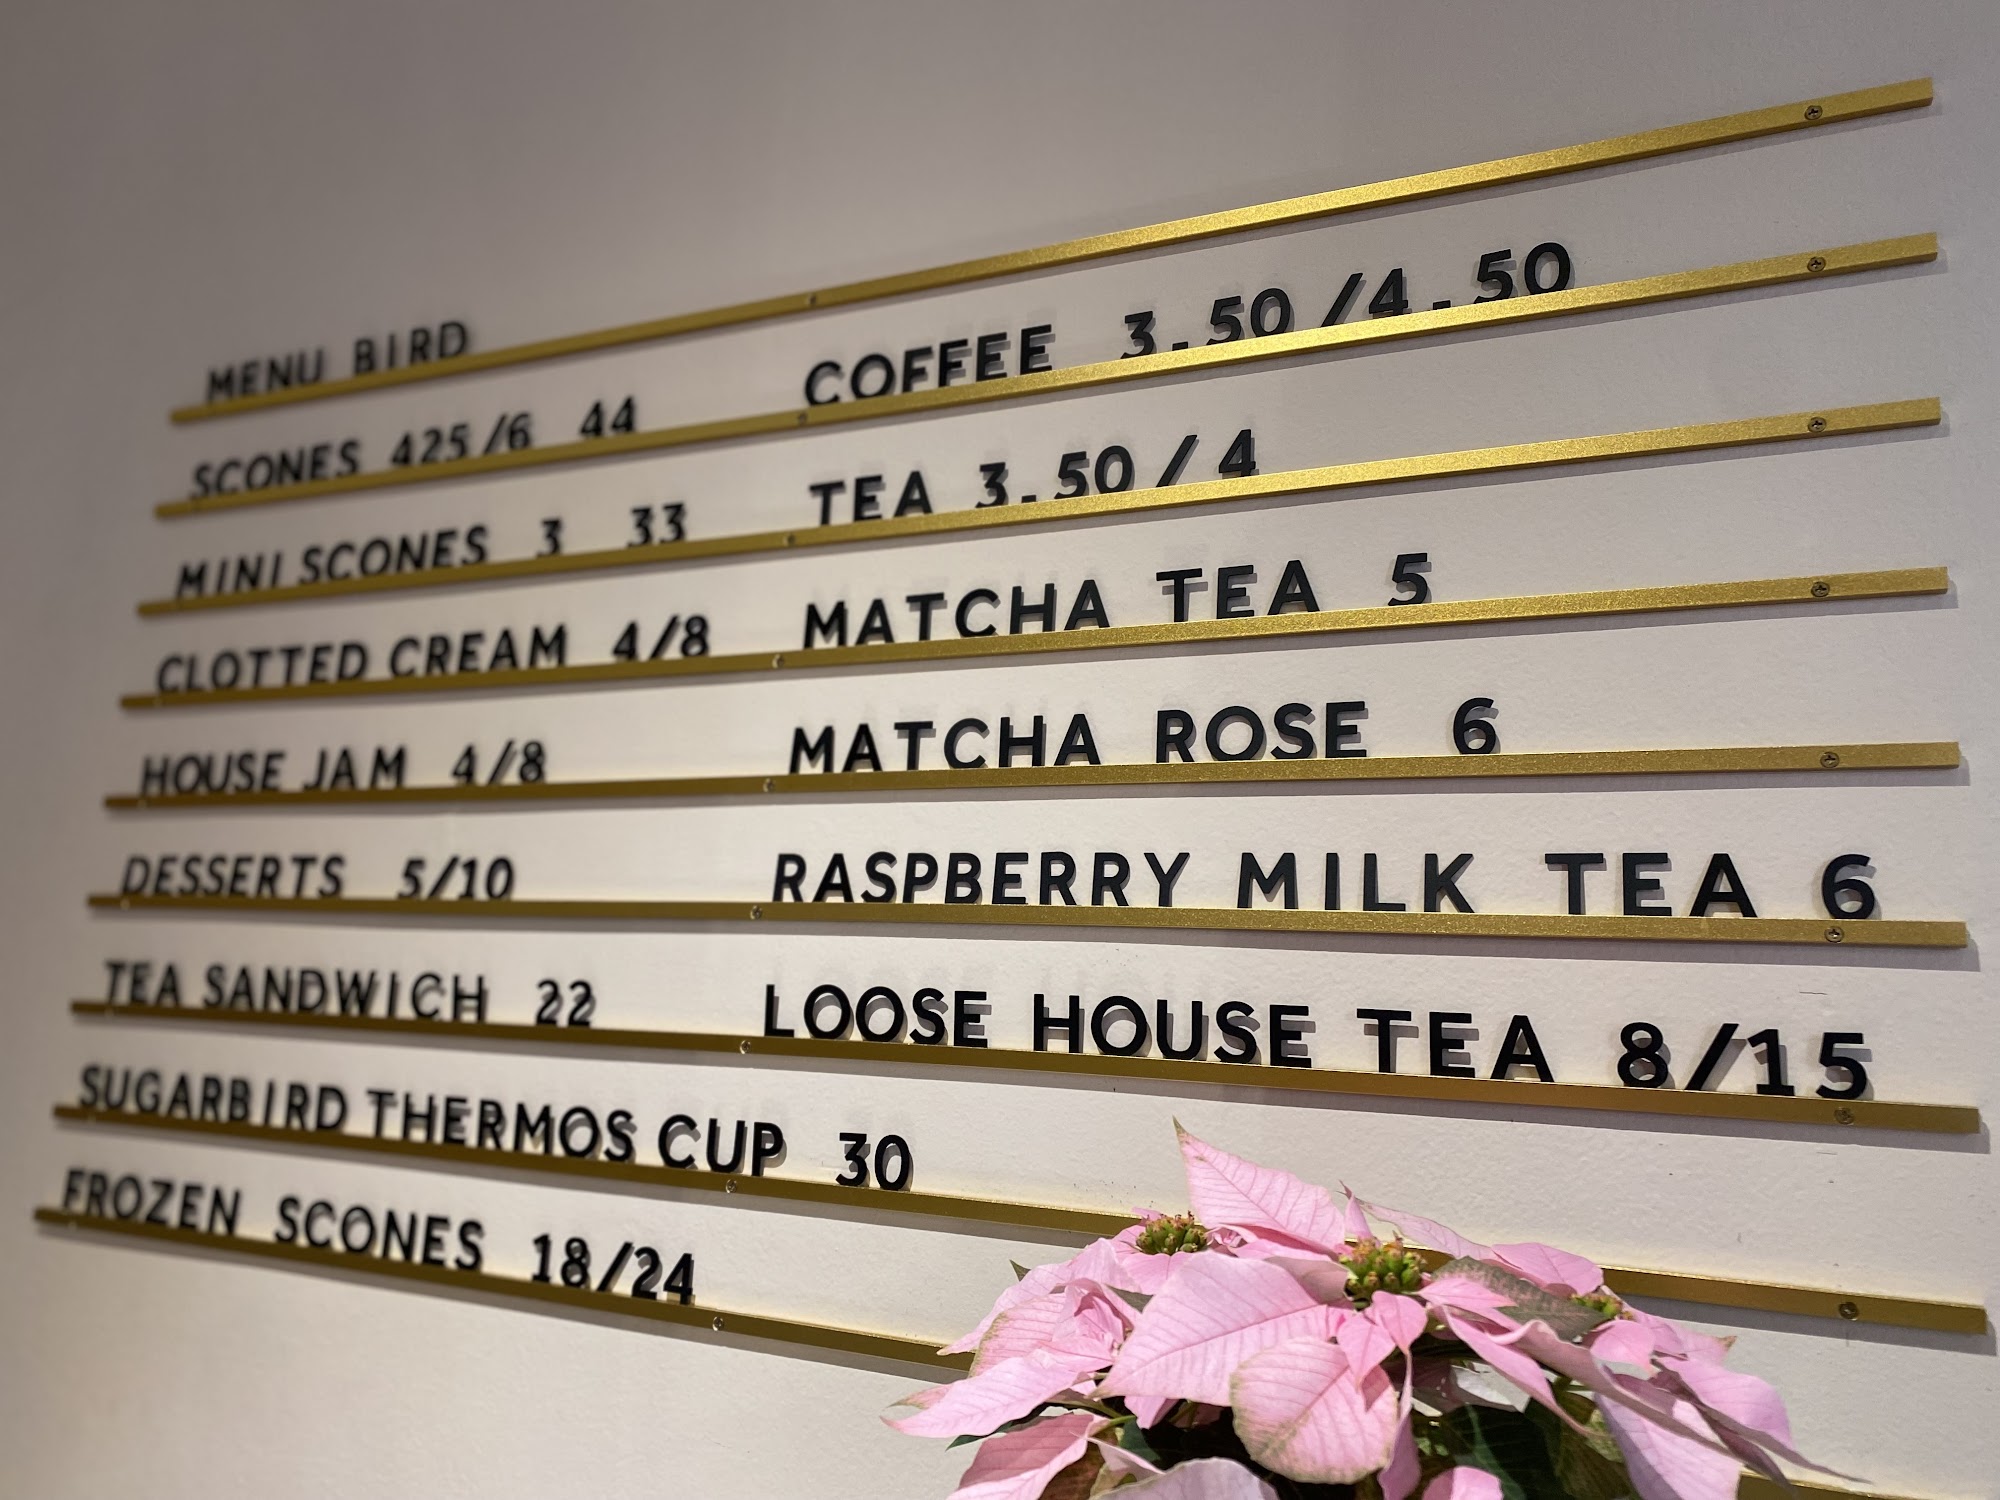 MENU BIRD
SCONES 425/6 44
MINI SCONES 3 33
CLOTTED CREAM 4/8
HOUSE JAM 4/8
DESSERTS 5/10
TEA SANDWICH 22
SUGARBIRD THERMOS CUP 30
FROZEN SCONES 18/24
COFFEE 3.50/4.50
TEA 3.50/4
MATCHA TEA 5
MATCHA ROSE 6
RASPBERRY MILK TEA 6
LOOSE HOUSE TEA 8/15